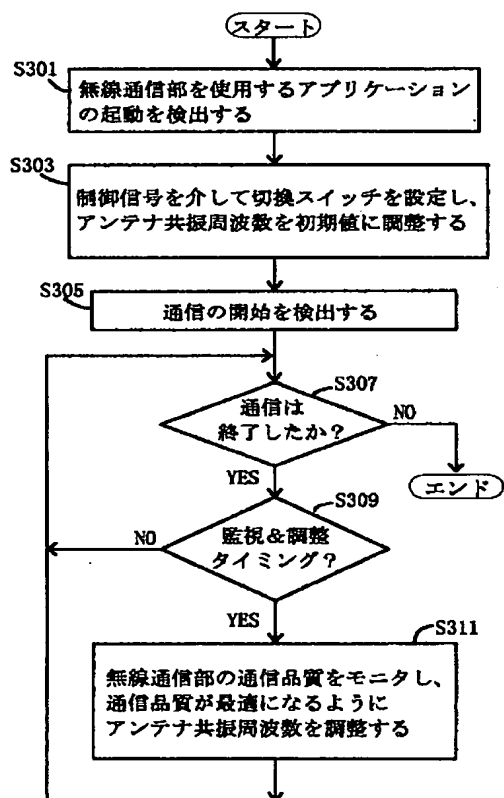 スタート
S301
無線通信部を使用するアプリケーション
の起動を検出する
S303
制御信号を介して切換スイッチを設定し、
アンテナ共振周波数を初期値に調整する
S305
通信の開始を検出する
S307
通信は
終了したか？
NO
YES
エンド
S309
監視&調整
タイミング？
NO
YES
S311
無線通信部の通信品質をモニタし、
通信品質が最適になるように
アンテナ共振周波数を調整する